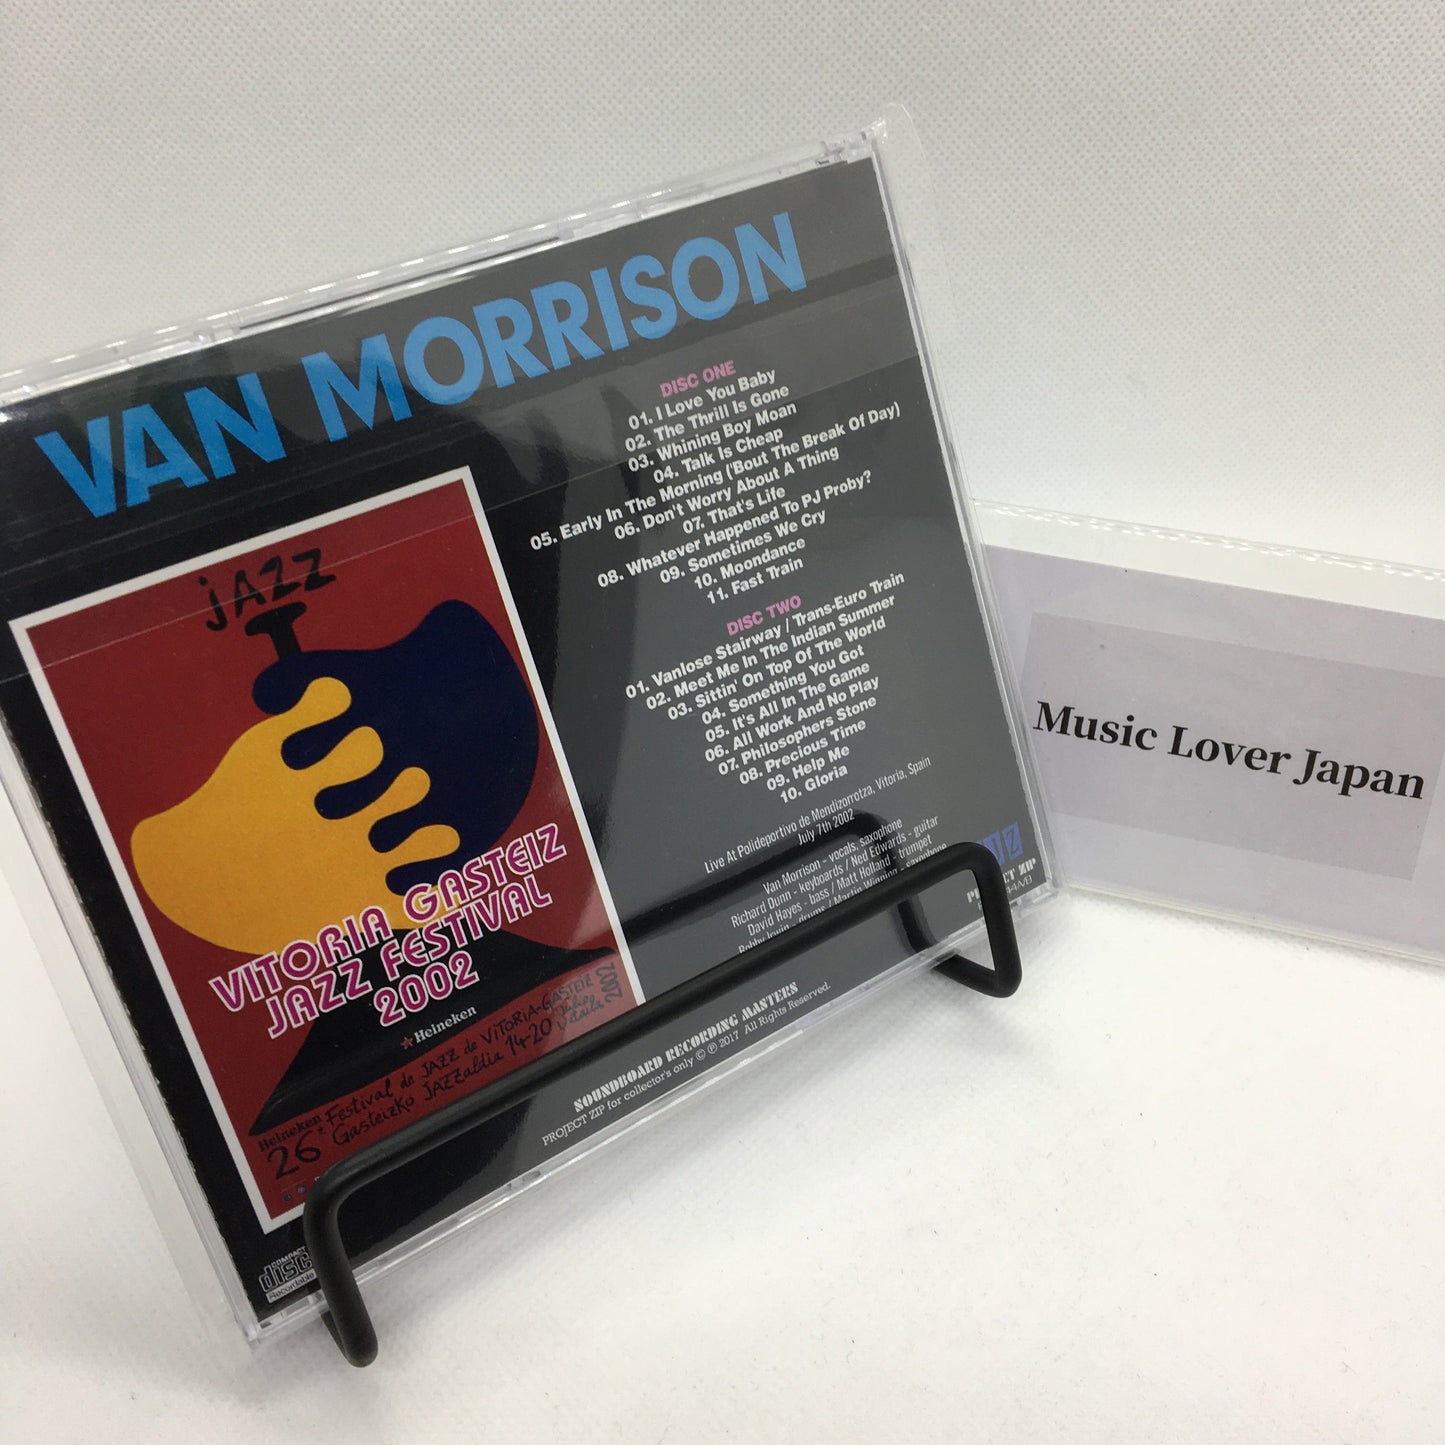 VAN MORRISON
DISC ONE
01. I Love You Baby
02. The Thrill Is Gone
03. Whining Boy Moan
04. Talk Is Cheap
05. Early In The Morning ('Bout The Break Of Day)
06. Don't Worry About A Thing
07. That's Life
08. Whatever Happened To PJ Proby?
09. Sometimes We Cry
10. Moondance
11. Fast Train
DISC TWO
01. Vanlose Stairway / Trans-Euro Train
02. Meet Me In The Indian Summer
03. Sittin' On Top Of The World
04. Something You Got
05. It's All In The Game
06. All Work And No Play
07. Philosophers Stone
08. Precious Time
09. Help Me
10. Gloria
Live At Polideportivo de Mendizorrotza, Vitoria, Spain
July 7th 2002
Van Morrison - vocals, saxophone
Richard Dunn - keyboards / Ned Edwards - guitar
David Hayes - bass / Matt Holland - trumpet
SOUNDBOARD RECORDING MASTERS
PROJECT ZIP for collector's only © ℗ 2017 All Rights Reserved.
jAZZ
VITORIA GASTEIZ
JAZZ FESTIVAL
2002
Heineken
Heineken Festival de JAZZ de ViToRiA-GASTEiZ
26 Gasteizko JAZZaldia 14-20 2002
COMPACT
disc
Recordable
ZIP
Music Lover Japan